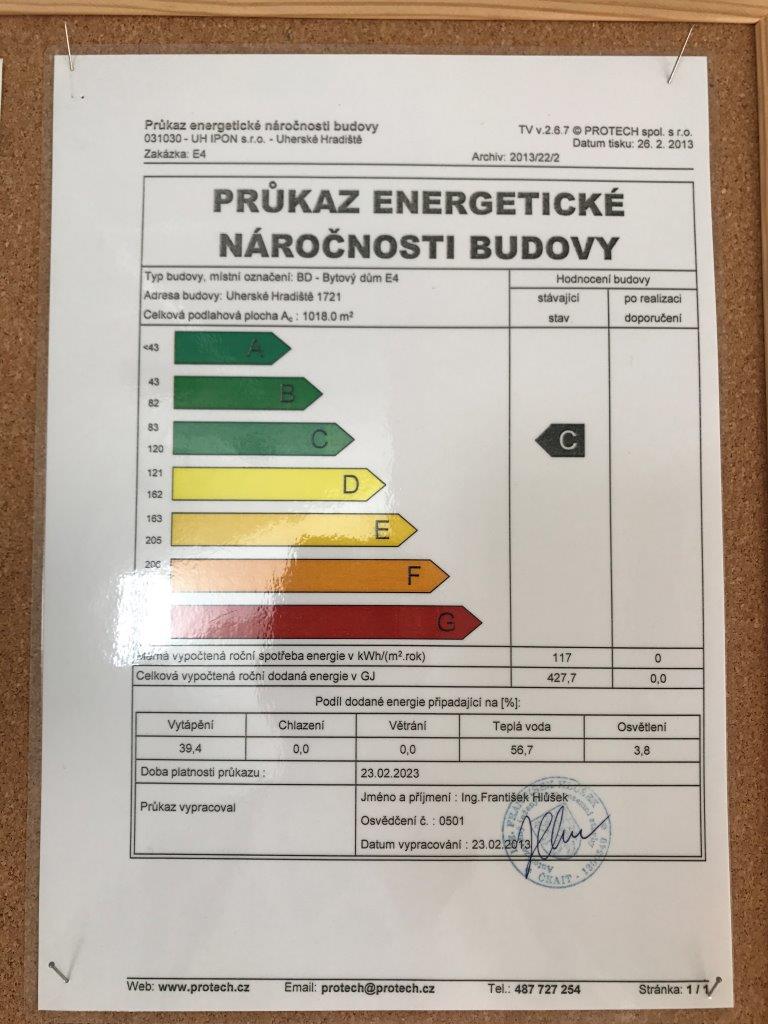 Průkaz energetické náročnosti budovy TV v.2.6.7 © PROTECH spol. s r.o.
031030 - UH IPON s.r.o. - Uherské Hradiště Datum tisku: 26. 2. 2013
Zakázka: E4 Archiv: 2013/22/2
PRŮKAZ ENERGETICKÉ
NÁROČNOSTI BUDOVY
Typ budovy, místní označení: BD - Bytový dům E4
Adresa budovy: Uherské Hradiště 1721
Celková podlahová plocha Ac : 1018.0 m²
Hodnocení budovy
stávající stav
po realizaci doporučení
<43 A
43
82 B
83
120 C
C
121
162 D
163
205 E
206 F
G
Měrná vypočtená roční spotřeba energie v kWh/(m².rok) 117 0
Celková vypočtená roční dodaná energie v GJ 427,7 0,0
Podíl dodané energie připadající na [%]:
Vytápění Chlazení Větrání Teplá voda Osvětlení
39,4 0,0 0,0 56,7 3,8
Doba platnosti průkazu : 23.02.2023
Průkaz vypracoval
Jméno a příjmení : Ing.František Hlůšek
Osvědčení č. : 0501
Datum vypracování : 23.02.2013
ČKAIT
Web: www.protech.cz Email: protech@protech.cz Tel.: 487 727 254 Stránka: 1 / 1